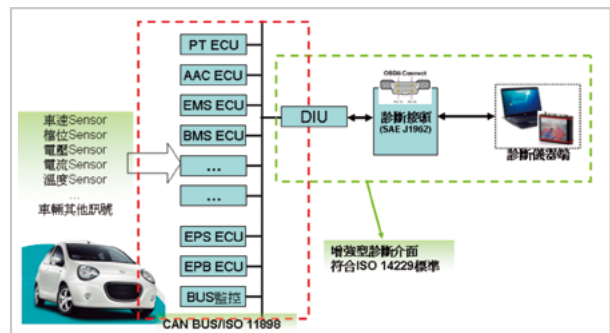 車速Sensor
檔位Sensor
電壓Sensor
電流Sensor
溫度Sensor
...
車輛其他訊號
PT ECU
AAC ECU
EMS ECU
BMS ECU
...
...
EPS ECU
EPB ECU
BUS監控
CAN BUS/ISO 11898
DIU
OBDII Connect
診斷接頭
(SAE J1962)
診斷儀器端
增強型診斷介面
符合ISO 14229標準